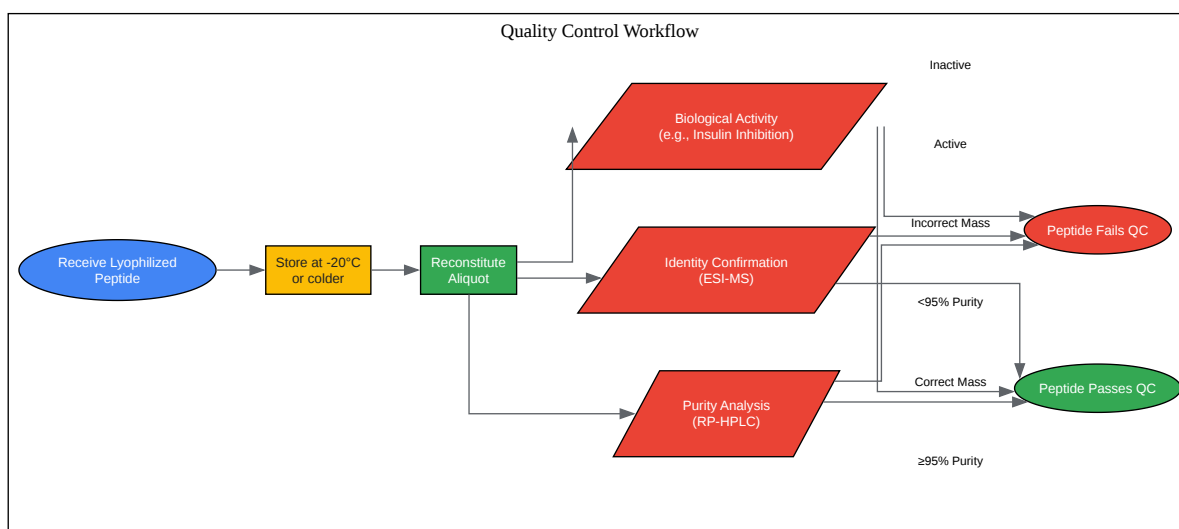 Quality Control Workflow
Inactive
Biological Activity
(e.g., Insulin Inhibition)
Active
Incorrect Mass
Peptide Fails QC
Receive Lyophilized
Peptide
Store at -20°C
or colder
Reconstitute
Aliquot
Identity Confirmation
(ESI-MS)
<95% Purity
Correct Mass
Peptide Passes QC
Purity Analysis
(RP-HPLC)
≥95% Purity